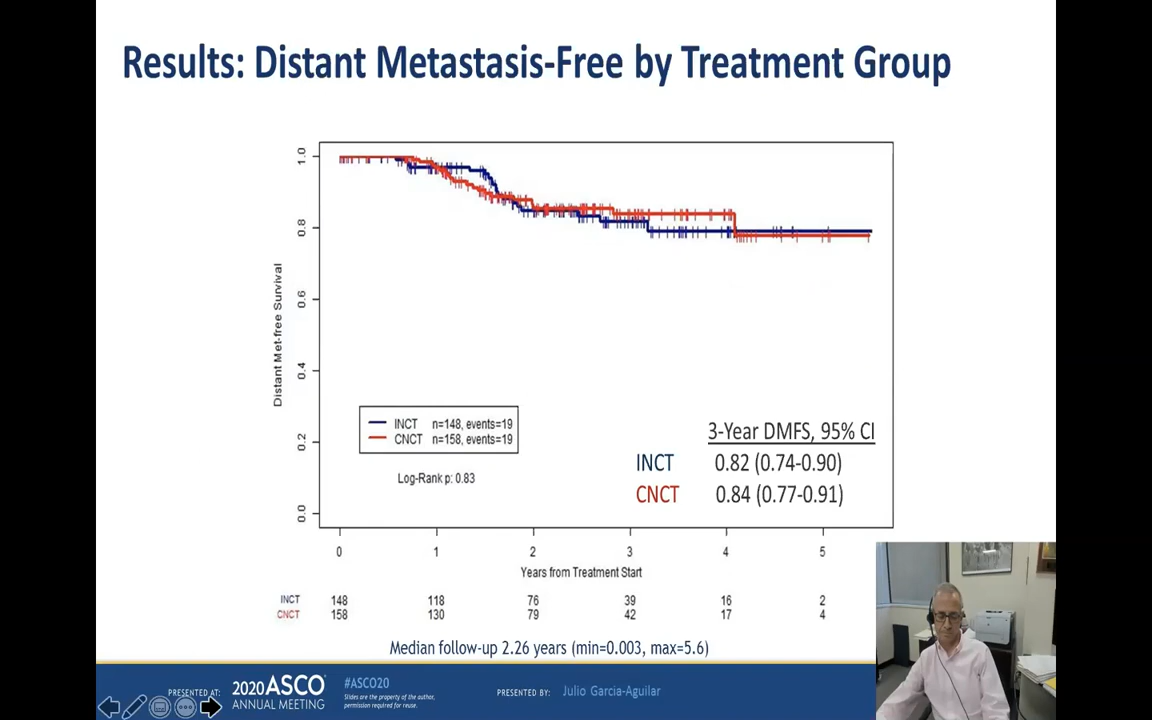 Results: Distant Metastasis-Free by Treatment Group
1.0
0.8
0.6
0.4
0.2
0.0
Distant Met-free Survival
INCT n=148, events=19
CNCT n=158, events=19
Log-Rank p: 0.83
3-Year DMFS, 95% CI
INCT 0.82 (0.74-0.90)
CNCT 0.84 (0.77-0.91)
0 1 2 3 4 5
Years from Treatment Start
INCT 148 118 76 39 16 2
CNCT 158 130 79 42 17 4
Median follow-up 2.26 years (min=0.003, max=5.6)
PRESENTED AT:
2020 ASCO®
ANNUAL MEETING
#ASCO20
Slides are the property of the author,
permission required for reuse.
PRESENTED BY: Julio Garcia-Aguilar